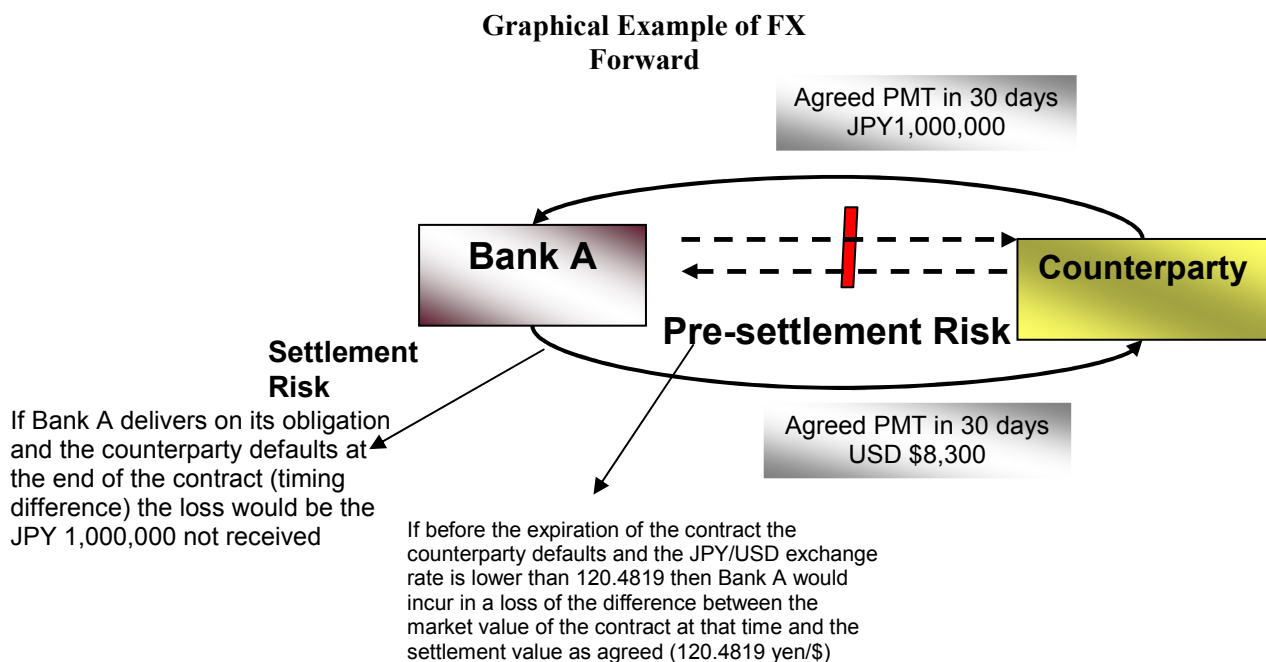 Graphical Example of FX
Forward
Agreed PMT in 30 days
JPY1,000,000
Bank A
Counterparty
Pre-settlement Risk
Settlement
Risk
If Bank A delivers on its obligation
and the counterparty defaults at
the end of the contract (timing
difference) the loss would be the
JPY 1,000,000 not received
Agreed PMT in 30 days
USD $8,300
If before the expiration of the contract the
counterparty defaults and the JPY/USD exchange
rate is lower than 120.4819 then Bank A would
incur in a loss of the difference between the
market value of the contract at that time and the
settlement value as agreed (120.4819 yen/$)